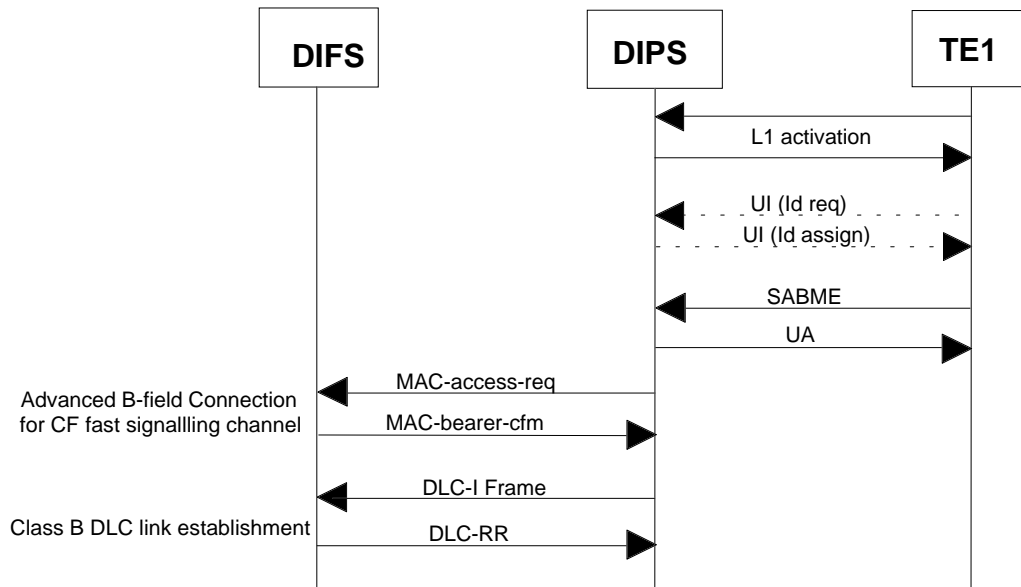 DIFS
DIPS
TE1
L1 activation
UI (Id req)
UI (Id assign)
SABME
UA
MAC-access-req
Advanced B-field Connection
for CF fast signallling channel
MAC-bearer-cfm
DLC-I Frame
Class B DLC link establishment
DLC-RR